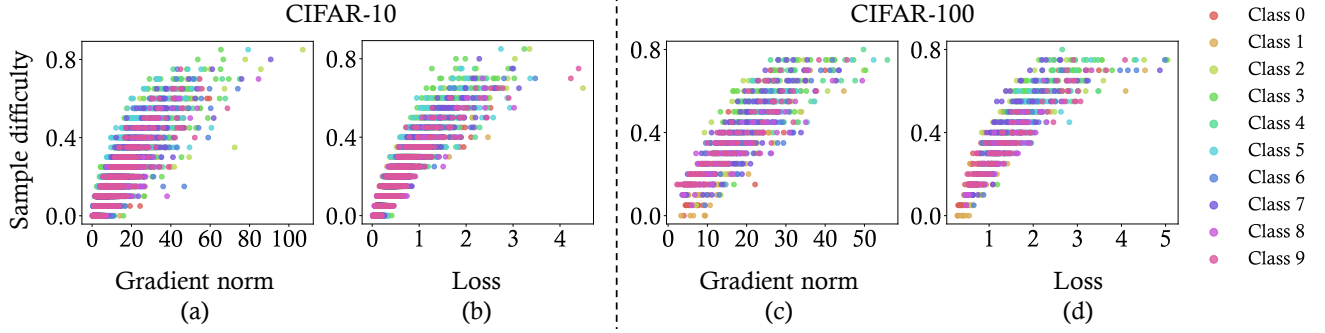 CIFAR-10
CIFAR-100
Sample difficulty
0.8
0.4
0.0
0 20 40 60 80 100
Gradient norm
(a)
0.8
0.4
0.0
0 1 2 3 4
Loss
(b)
0.8
0.4
0.0
0 10 20 30 40 50
Gradient norm
(c)
0.8
0.4
0.0
1 2 3 4 5
Loss
(d)
Class 0
Class 1
Class 2
Class 3
Class 4
Class 5
Class 6
Class 7
Class 8
Class 9